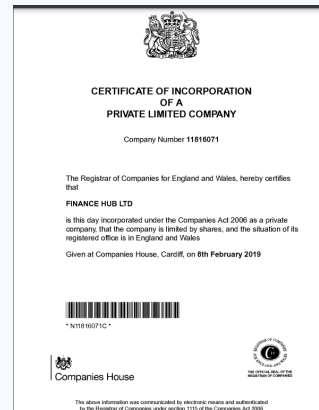 CERTIFICATE OF INCORPORATION
OF A
PRIVATE LIMITED COMPANY
Company Number 11816071
The Registrar of Companies for England and Wales, hereby certifies
that
FINANCE HUB LTD
is this day incorporated under the Companies Act 2006 as a private
company, that the company is limited by shares, and the situation of its
registered office is in England and Wales
Given at Companies House, Cardiff, on 8th February 2019
* N11816071C *
Companies House
THE OFFICIAL SEAL OF THE
REGISTRAR OF COMPANIES
The above information was communicated by electronic means and authenticated
by the Registrar of Companies under section 1115 of the Companies Act 2006